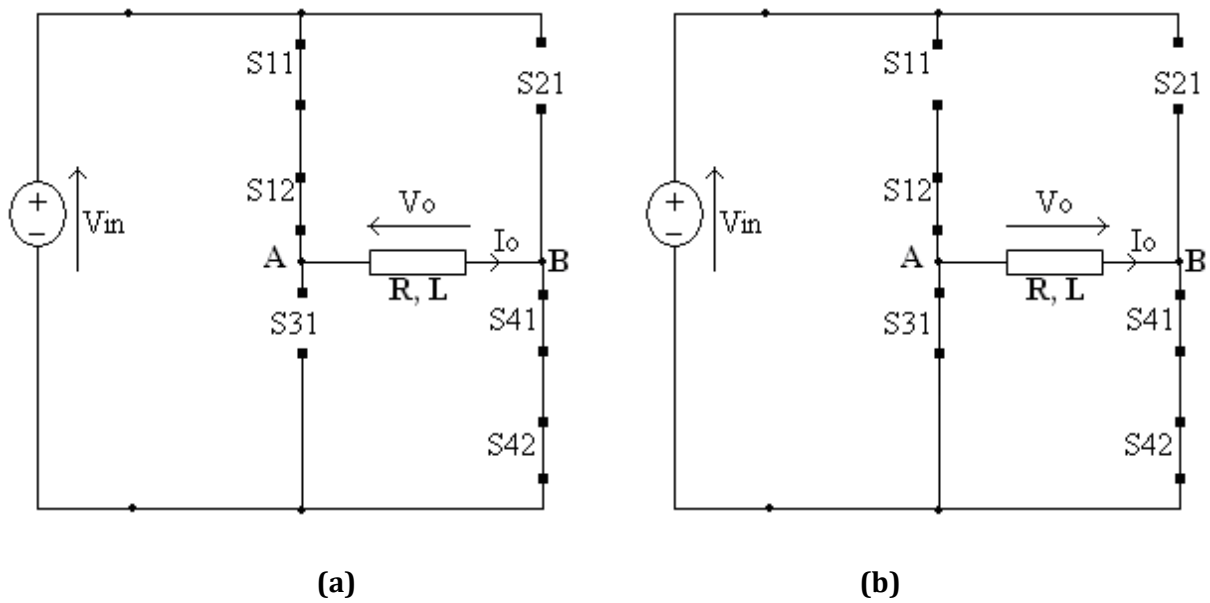 S11
S21
S12
Vo
Vin
+
−
Io
A
B
R, L
S31
S41
S42
(a)
S11
S21
S12
Vo
Vin
+
−
Io
A
B
R, L
S31
S41
S42
(b)